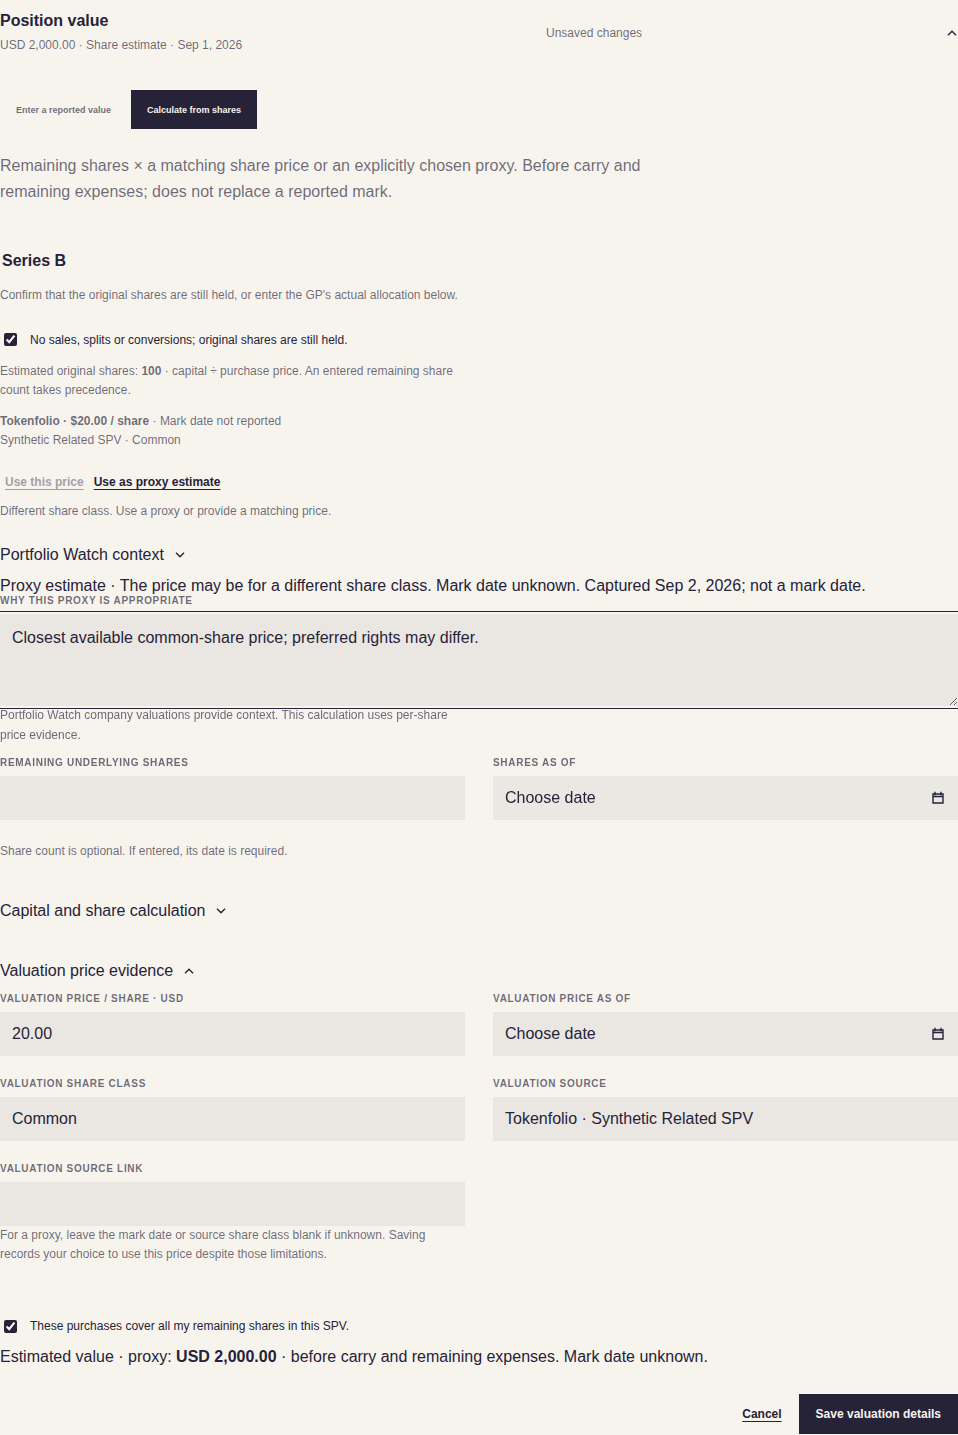 Position value
USD 2,000.00 · Share estimate · Sep 1, 2026
Unsaved changes
Enter a reported value
Calculate from shares
Remaining shares × a matching share price or an explicitly chosen proxy. Before carry and
remaining expenses; does not replace a reported mark.
Series B
Confirm that the original shares are still held, or enter the GP's actual allocation below.
No sales, splits or conversions; original shares are still held.
Estimated original shares: 100 · capital ÷ purchase price. An entered remaining share
count takes precedence.
Tokenfolio · $20.00 / share · Mark date not reported
Synthetic Related SPV · Common
Use this price Use as proxy estimate
Different share class. Use a proxy or provide a matching price.
Portfolio Watch context
Proxy estimate · The price may be for a different share class. Mark date unknown. Captured Sep 2, 2026; not a mark date.
WHY THIS PROXY IS APPROPRIATE
Closest available common-share price; preferred rights may differ.
Portfolio Watch company valuations provide context. This calculation uses per-share
price evidence.
REMAINING UNDERLYING SHARES
SHARES AS OF
Choose date
Share count is optional. If entered, its date is required.
Capital and share calculation
Valuation price evidence
VALUATION PRICE / SHARE · USD
VALUATION PRICE AS OF
20.00
Choose date
VALUATION SHARE CLASS
VALUATION SOURCE
Common
Tokenfolio · Synthetic Related SPV
VALUATION SOURCE LINK
For a proxy, leave the mark date or source share class blank if unknown. Saving
records your choice to use this price despite those limitations.
These purchases cover all my remaining shares in this SPV.
Estimated value · proxy: USD 2,000.00 · before carry and remaining expenses. Mark date unknown.
Cancel
Save valuation details